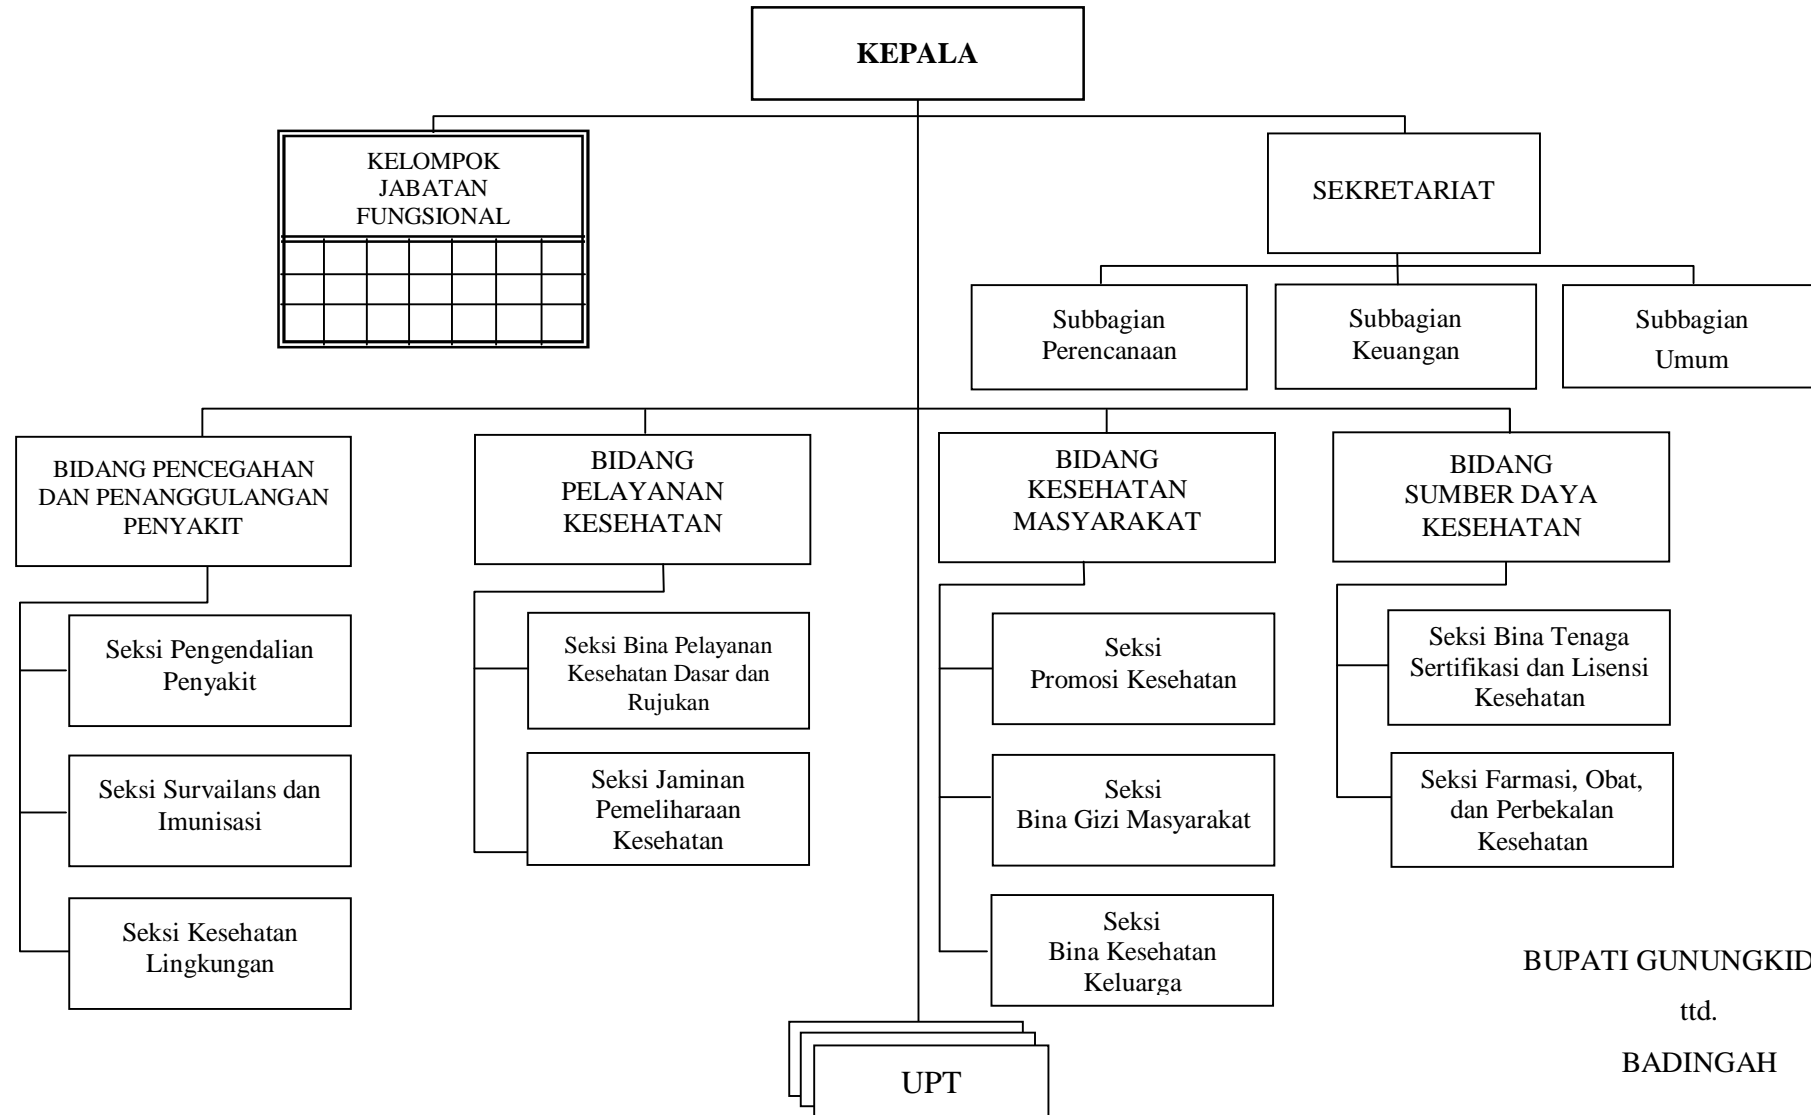 KEPALA
KELOMPOK
JABATAN
FUNGSIONAL
SEKRETARIAT
Subbagian
Perencanaan
Subbagian
Keuangan
Subbagian
Umum
BIDANG PENCEGAHAN
DAN PENANGGULANGAN
PENYAKIT
BIDANG
PELAYANAN
KESEHATAN
BIDANG
KESEHATAN
MASYARAKAT
BIDANG
SUMBER DAYA
KESEHATAN
Seksi Pengendalian
Penyakit
Seksi Survailans dan
Imunisasi
Seksi Kesehatan
Lingkungan
Seksi Bina Pelayanan
Kesehatan Dasar dan
Rujukan
Seksi Jaminan
Pemeliharaan
Kesehatan
Seksi
Promosi Kesehatan
Seksi
Bina Gizi Masyarakat
Seksi
Bina Kesehatan
Keluarga
Seksi Bina Tenaga
Sertifikasi dan Lisensi
Kesehatan
Seksi Farmasi, Obat,
dan Perbekalan
Kesehatan
UPT
BUPATI GUNUNGKID
ttd.
BADINGAH